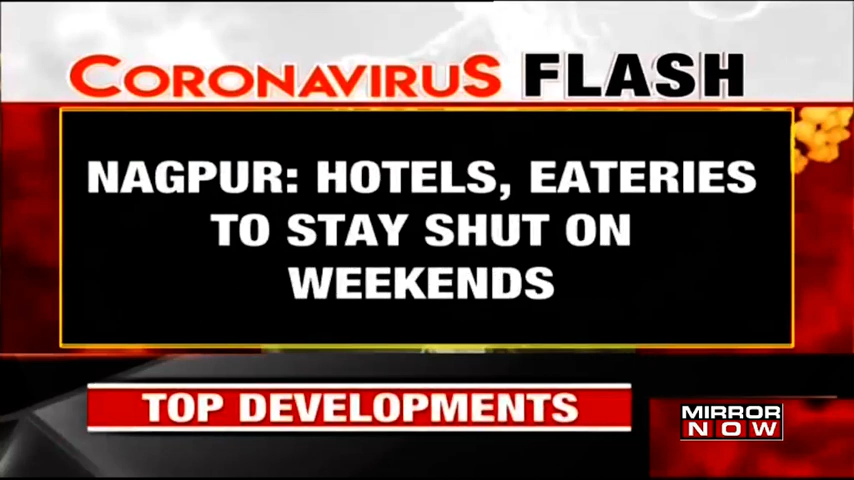 CORONAVIRUS FLASH
NAGPUR: HOTELS, EATERIES
TO STAY SHUT ON
WEEKENDS
TOP DEVELOPMENTS
MIRROR
NOW